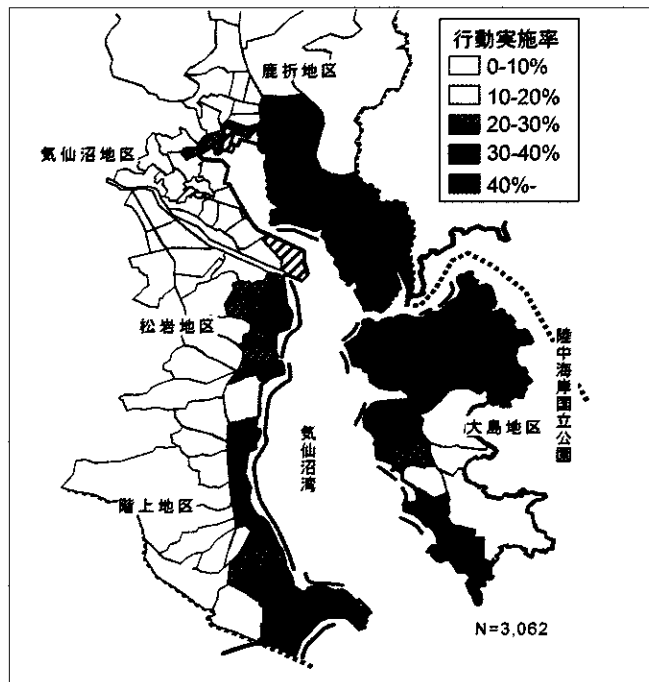 行動実施率
0-10%
10-20%
20-30%
30-40%
40%-
鹿折地区
気仙沼地区
松岩地区
階上地区
気仙沼湾
大島地区
陸中海岸国立公園
N=3,062